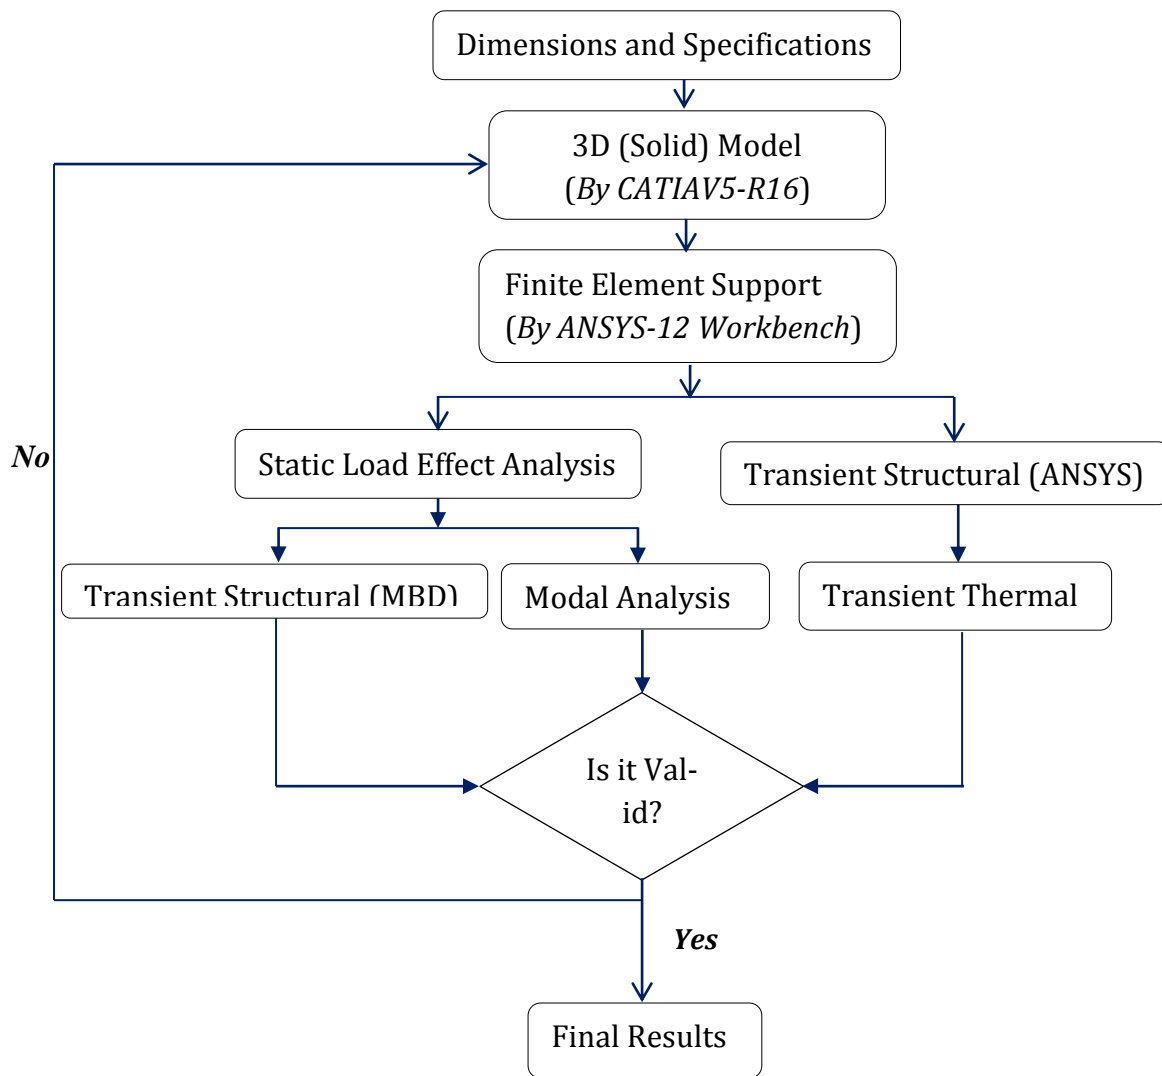 Dimensions and Specifications
3D (Solid) Model
(By CATIAV5-R16)
Finite Element Support
(By ANSYS-12 Workbench)
No
Static Load Effect Analysis
Transient Structural (ANSYS)
Transient Structural (MBD)
Modal Analysis
Transient Thermal
Is it Val-
id?
Yes
Final Results